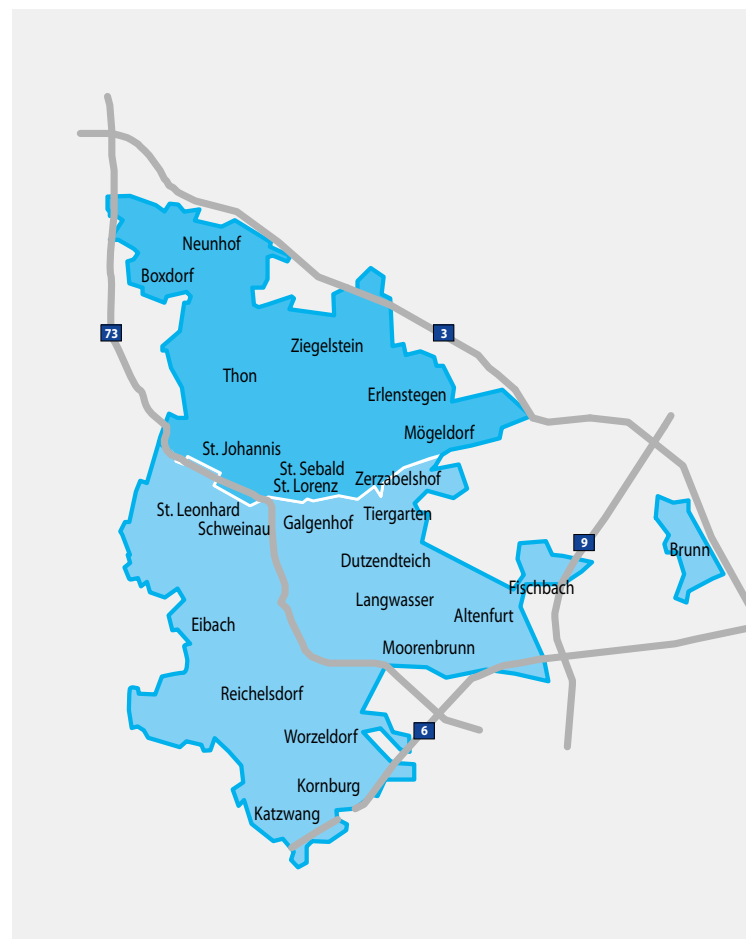 Neunhof
Boxdorf
73
3
Ziegelstein
Thon
Erlenstegen
Mögeldorf
St. Johannis
St. Sebald
Zerzabelshof
St. Lorenz
St. Leonhard
Tiergarten
Galgenhof
Schweinau
9
Brunn
Dutzendteich
Fischbach
Langwasser
Altenfurt
Eibach
Moorenbrunn
Reichelsdorf
6
Worzeldorf
Kornburg
Katzwang